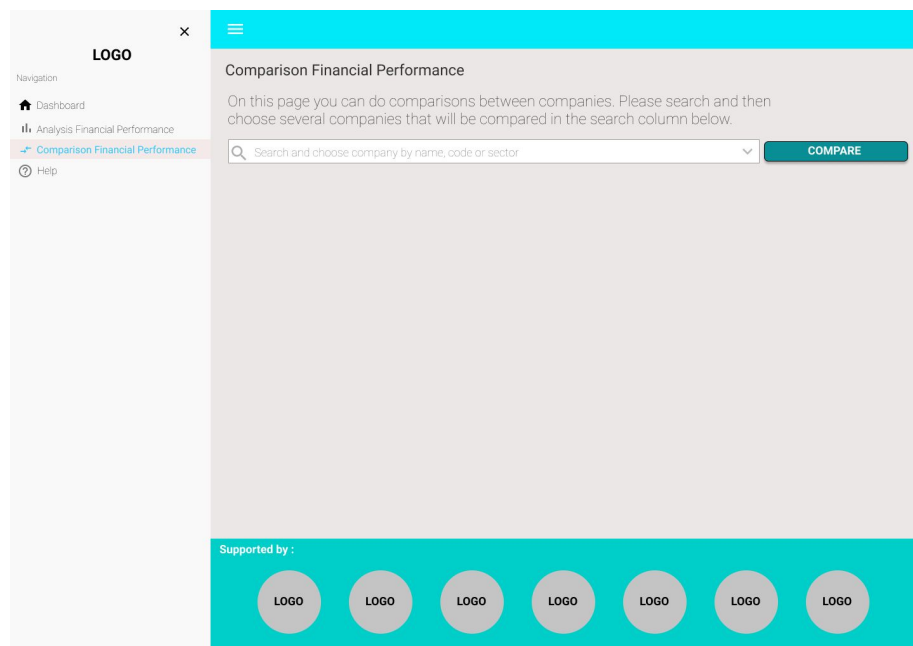 LOGO
Navigation
Dashboard
Analysis Financial Performance
Comparison Financial Performance
Help
Comparison Financial Performance
On this page you can do comparisons between companies. Please search and then
choose several companies that will be compared in the search column below.
Search and choose company by name, code or sector
COMPARE
Supported by :
LOGO LOGO LOGO LOGO LOGO LOGO LOGO